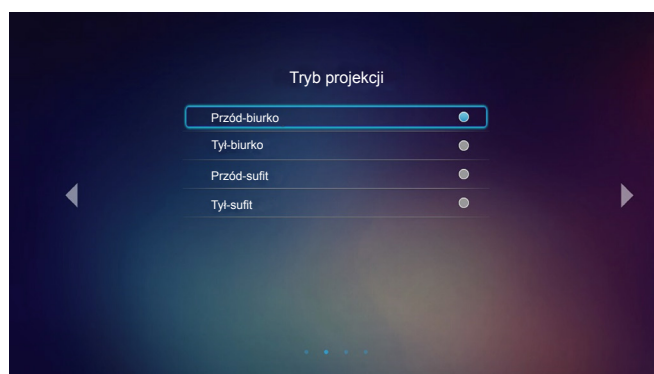 Tryb projekcji
Przód-biurko
Tył-biurko
Przód-sufit
Tył-sufit